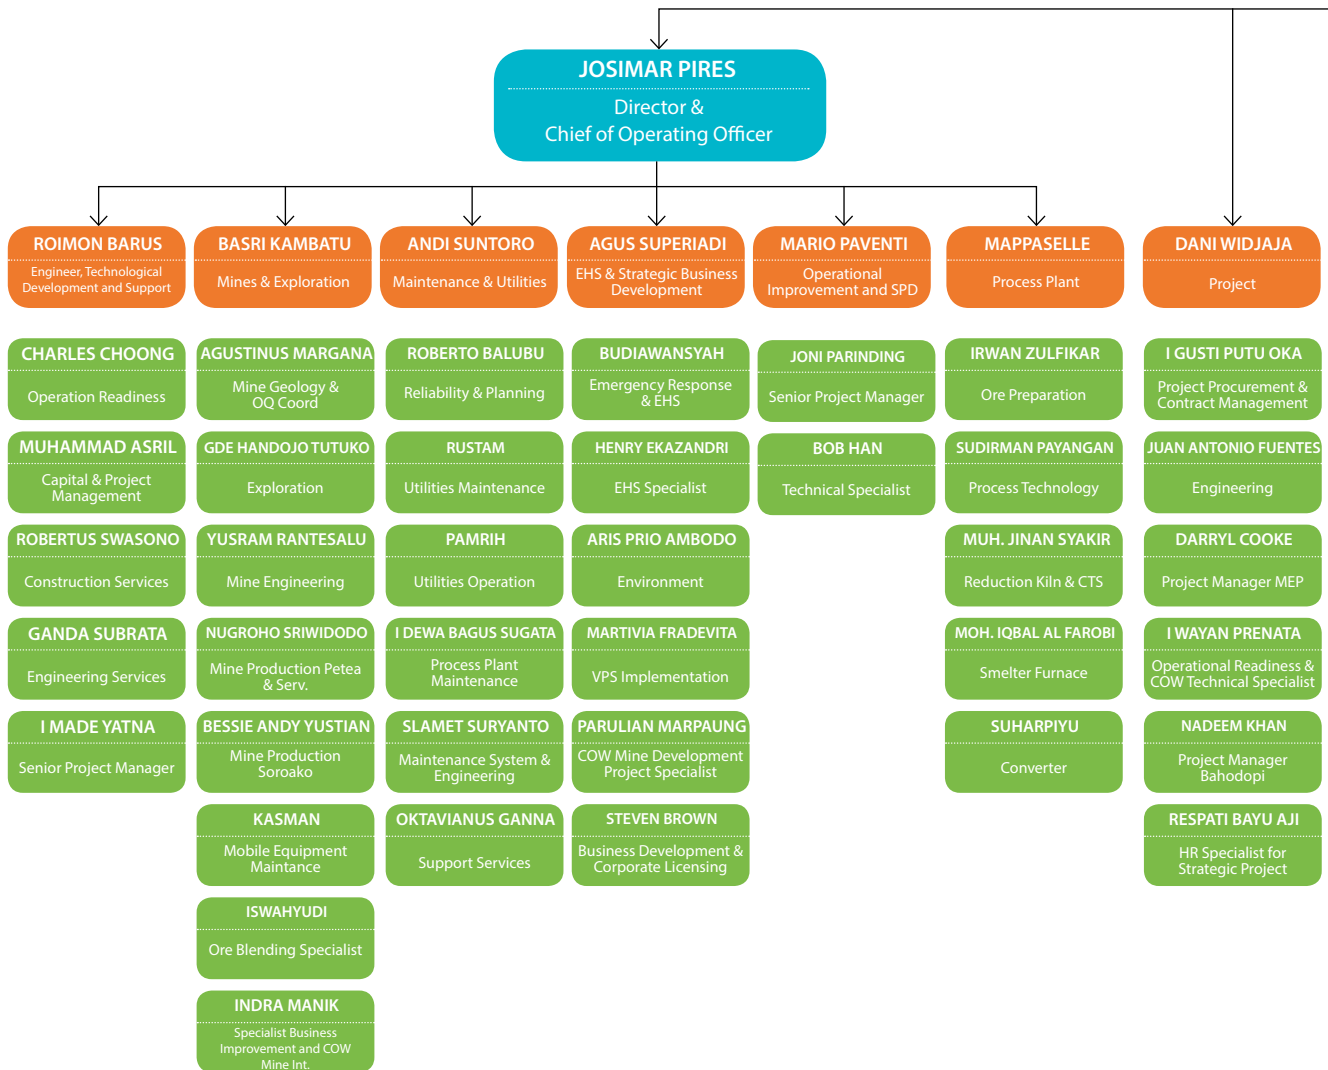 JOSIMAR PIRES
Director &
Chief of Operating Officer
ROIMON BARUS
Engineer, Technological
Development and Support
CHARLES CHOONG
Operation Readiness
MUHAMMAD ASRIL
Capital & Project
Management
ROBERTUS SWASONO
Construction Services
GANDA SUBRATA
Engineering Services
I MADE YATNA
Senior Project Manager
BASRI KAMBATU
Mines & Exploration
AGUSTINUS MARGANA
Mine Geology &
OQ Coord
GDE HANDOJO TUTUKO
Exploration
YUSRAM RANTESALU
Mine Engineering
NUGROHO SRIWIDODO
Mine Production Petea
& Serv.
BESSIE ANDY YUSTIAN
Mine Production
Soroako
KASMAN
Mobile Equipment
Maintance
ISWAHYUDI
Ore Blending Specialist
INDRA MANIK
Specialist Business
Improvement and COW
Mine Int.
ANDI SUNTORO
Maintenance & Utilities
ROBERTO BALUBU
Reliability & Planning
RUSTAM
Utilities Maintenance
PAMRIH
Utilities Operation
I DEWA BAGUS SUGATA
Process Plant
Maintenance
SLAMET SURYANTO
Maintenance System &
Engineering
OKTAVIANUS GANNA
Support Services
AGUS SUPERIADI
EHS & Strategic Business
Development
BUDIAWANSYAH
Emergency Response
& EHS
HENRY EKAZANDRI
EHS Specialist
ARIS PRIO AMBODO
Environment
MARTIVIA FRADEVITA
VPS Implementation
PARULIAN MARPAUNG
COW Mine Development
Project Specialist
STEVEN BROWN
Business Development &
Corporate Licensing
MARIO PAVENTI
Operational
Improvement and SPD
JONI PARINDING
Senior Project Manager
BOB HAN
Technical Specialist
MAPPASELLE
Process Plant
IRWAN ZULFIKAR
Ore Preparation
SUDIRMAN PAYANGAN
Process Technology
MUH. JINAN SYAKIR
Reduction Kiln & CTS
MOH. IQBAL AL FAROBI
Smelter Furnace
SUHARPIYU
Converter
DANI WIDJAJA
Project
I GUSTI PUTU OKA
Project Procurement &
Contract Management
JUAN ANTONIO FUENTES
Engineering
DARRYL COOKE
Project Manager MEP
I WAYAN PRENATA
Operational Readiness &
COW Technical Specialist
NADEEM KHAN
Project Manager
Bahodopi
RESPATI BAYU AJI
HR Specialist for
Strategic Project